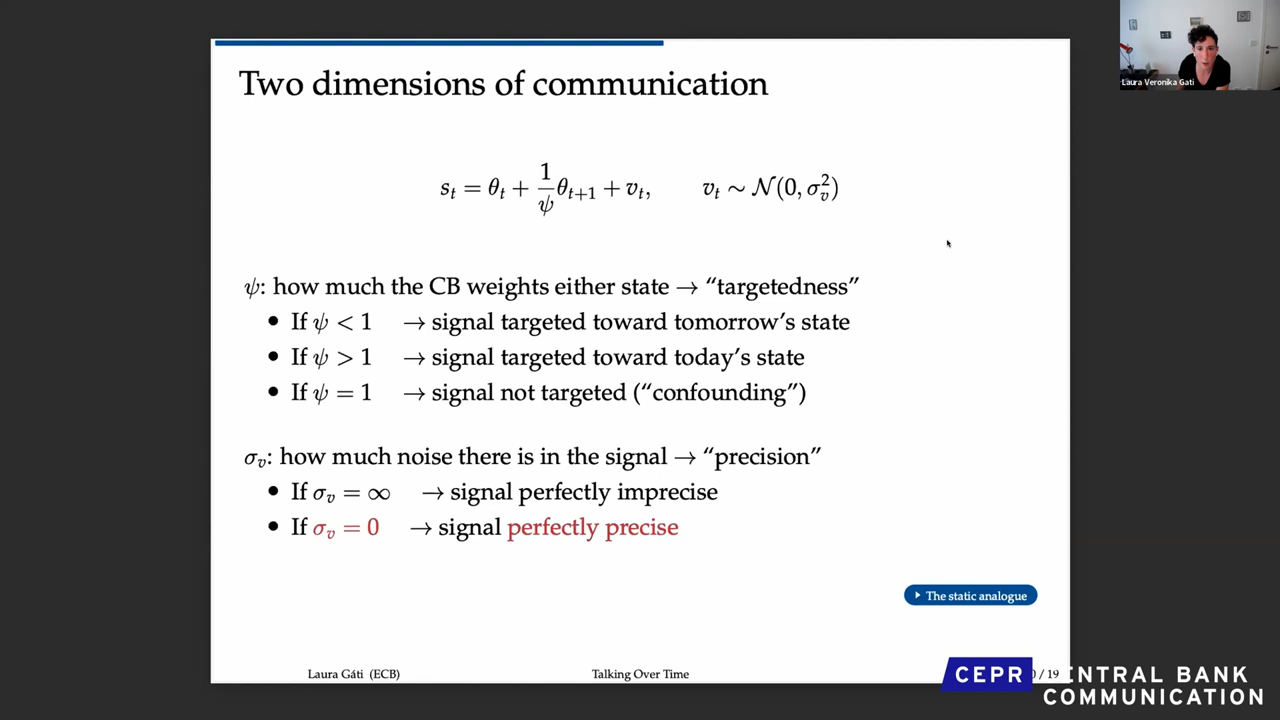 Two dimensions of communication
s_t = θ_t + 1/ψ θ_{t+1} + v_t, v_t ∼ N(0, σ_v^2)
ψ: how much the CB weights either state → “targetedness”
• If ψ < 1 → signal targeted toward tomorrow’s state
• If ψ > 1 → signal targeted toward today’s state
• If ψ = 1 → signal not targeted (“confounding”)
σ_v: how much noise there is in the signal → “precision”
• If σ_v = ∞ → signal perfectly imprecise
• If σ_v = 0 → signal perfectly precise
The static analogue
Laura Gáti (ECB) Talking Over Time / 19
CEPR ENTRAL BANK
COMMUNICATION
Laura Veronika Gati